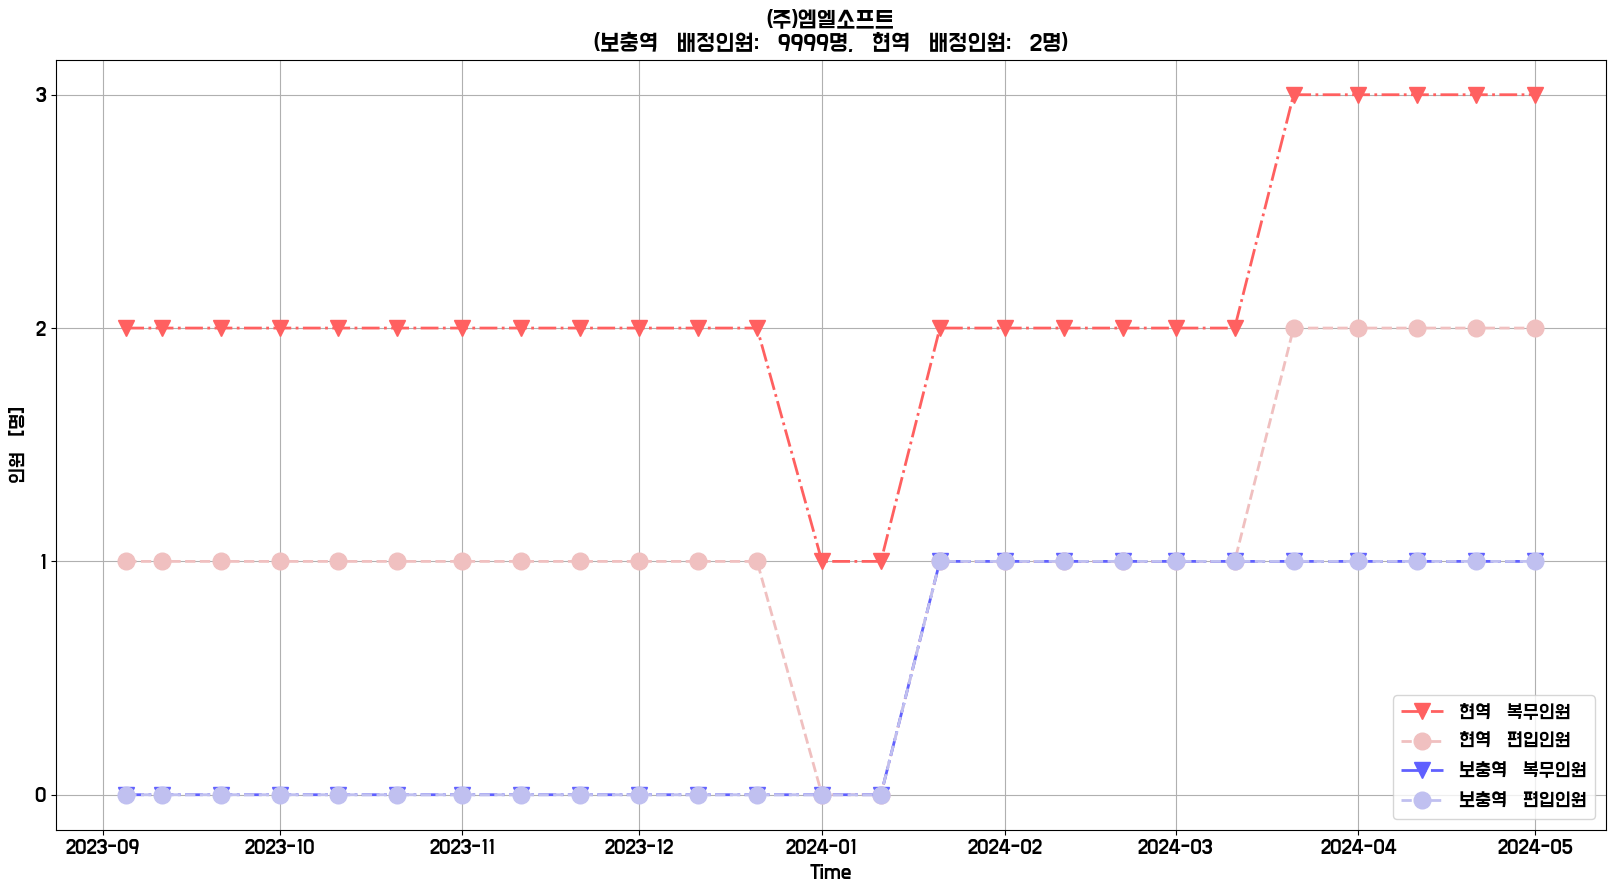 (주)엠엘소프트
(보충역 배정인원: 9999명, 현역 배정인원: 2명)
3
2
1
0
인원 [명]
2023-09 2023-10 2023-11 2023-12 2024-01 2024-02 2024-03 2024-04 2024-05
Time
현역 복무인원
현역 편입인원
보충역 복무인원
보충역 편입인원